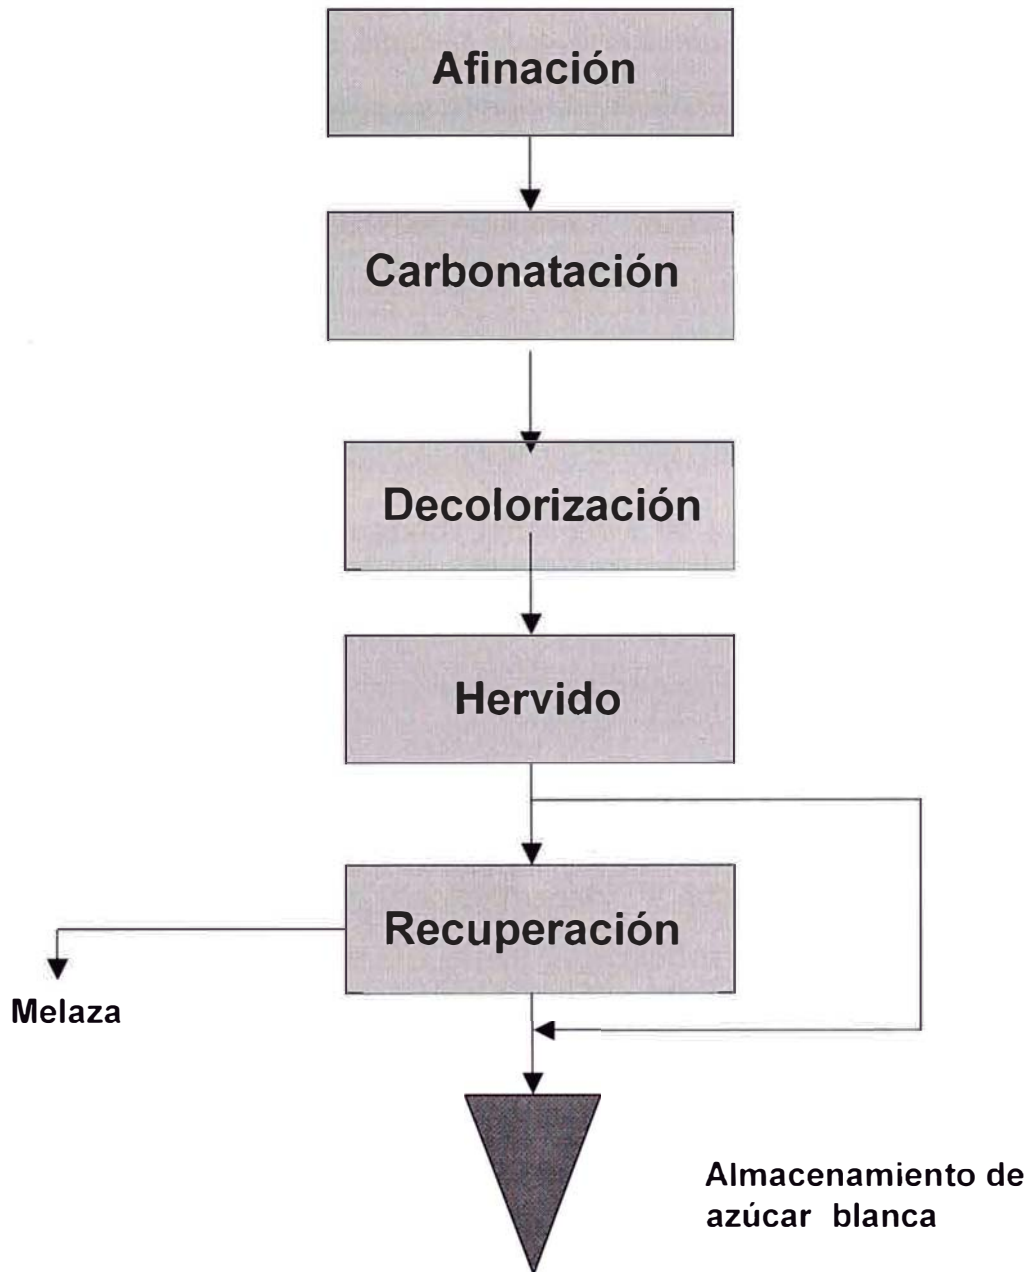 Afinación
Carbonatación
Decolorización
Hervido
Recuperación
Melaza
Almacenamiento de
azúcar blanca